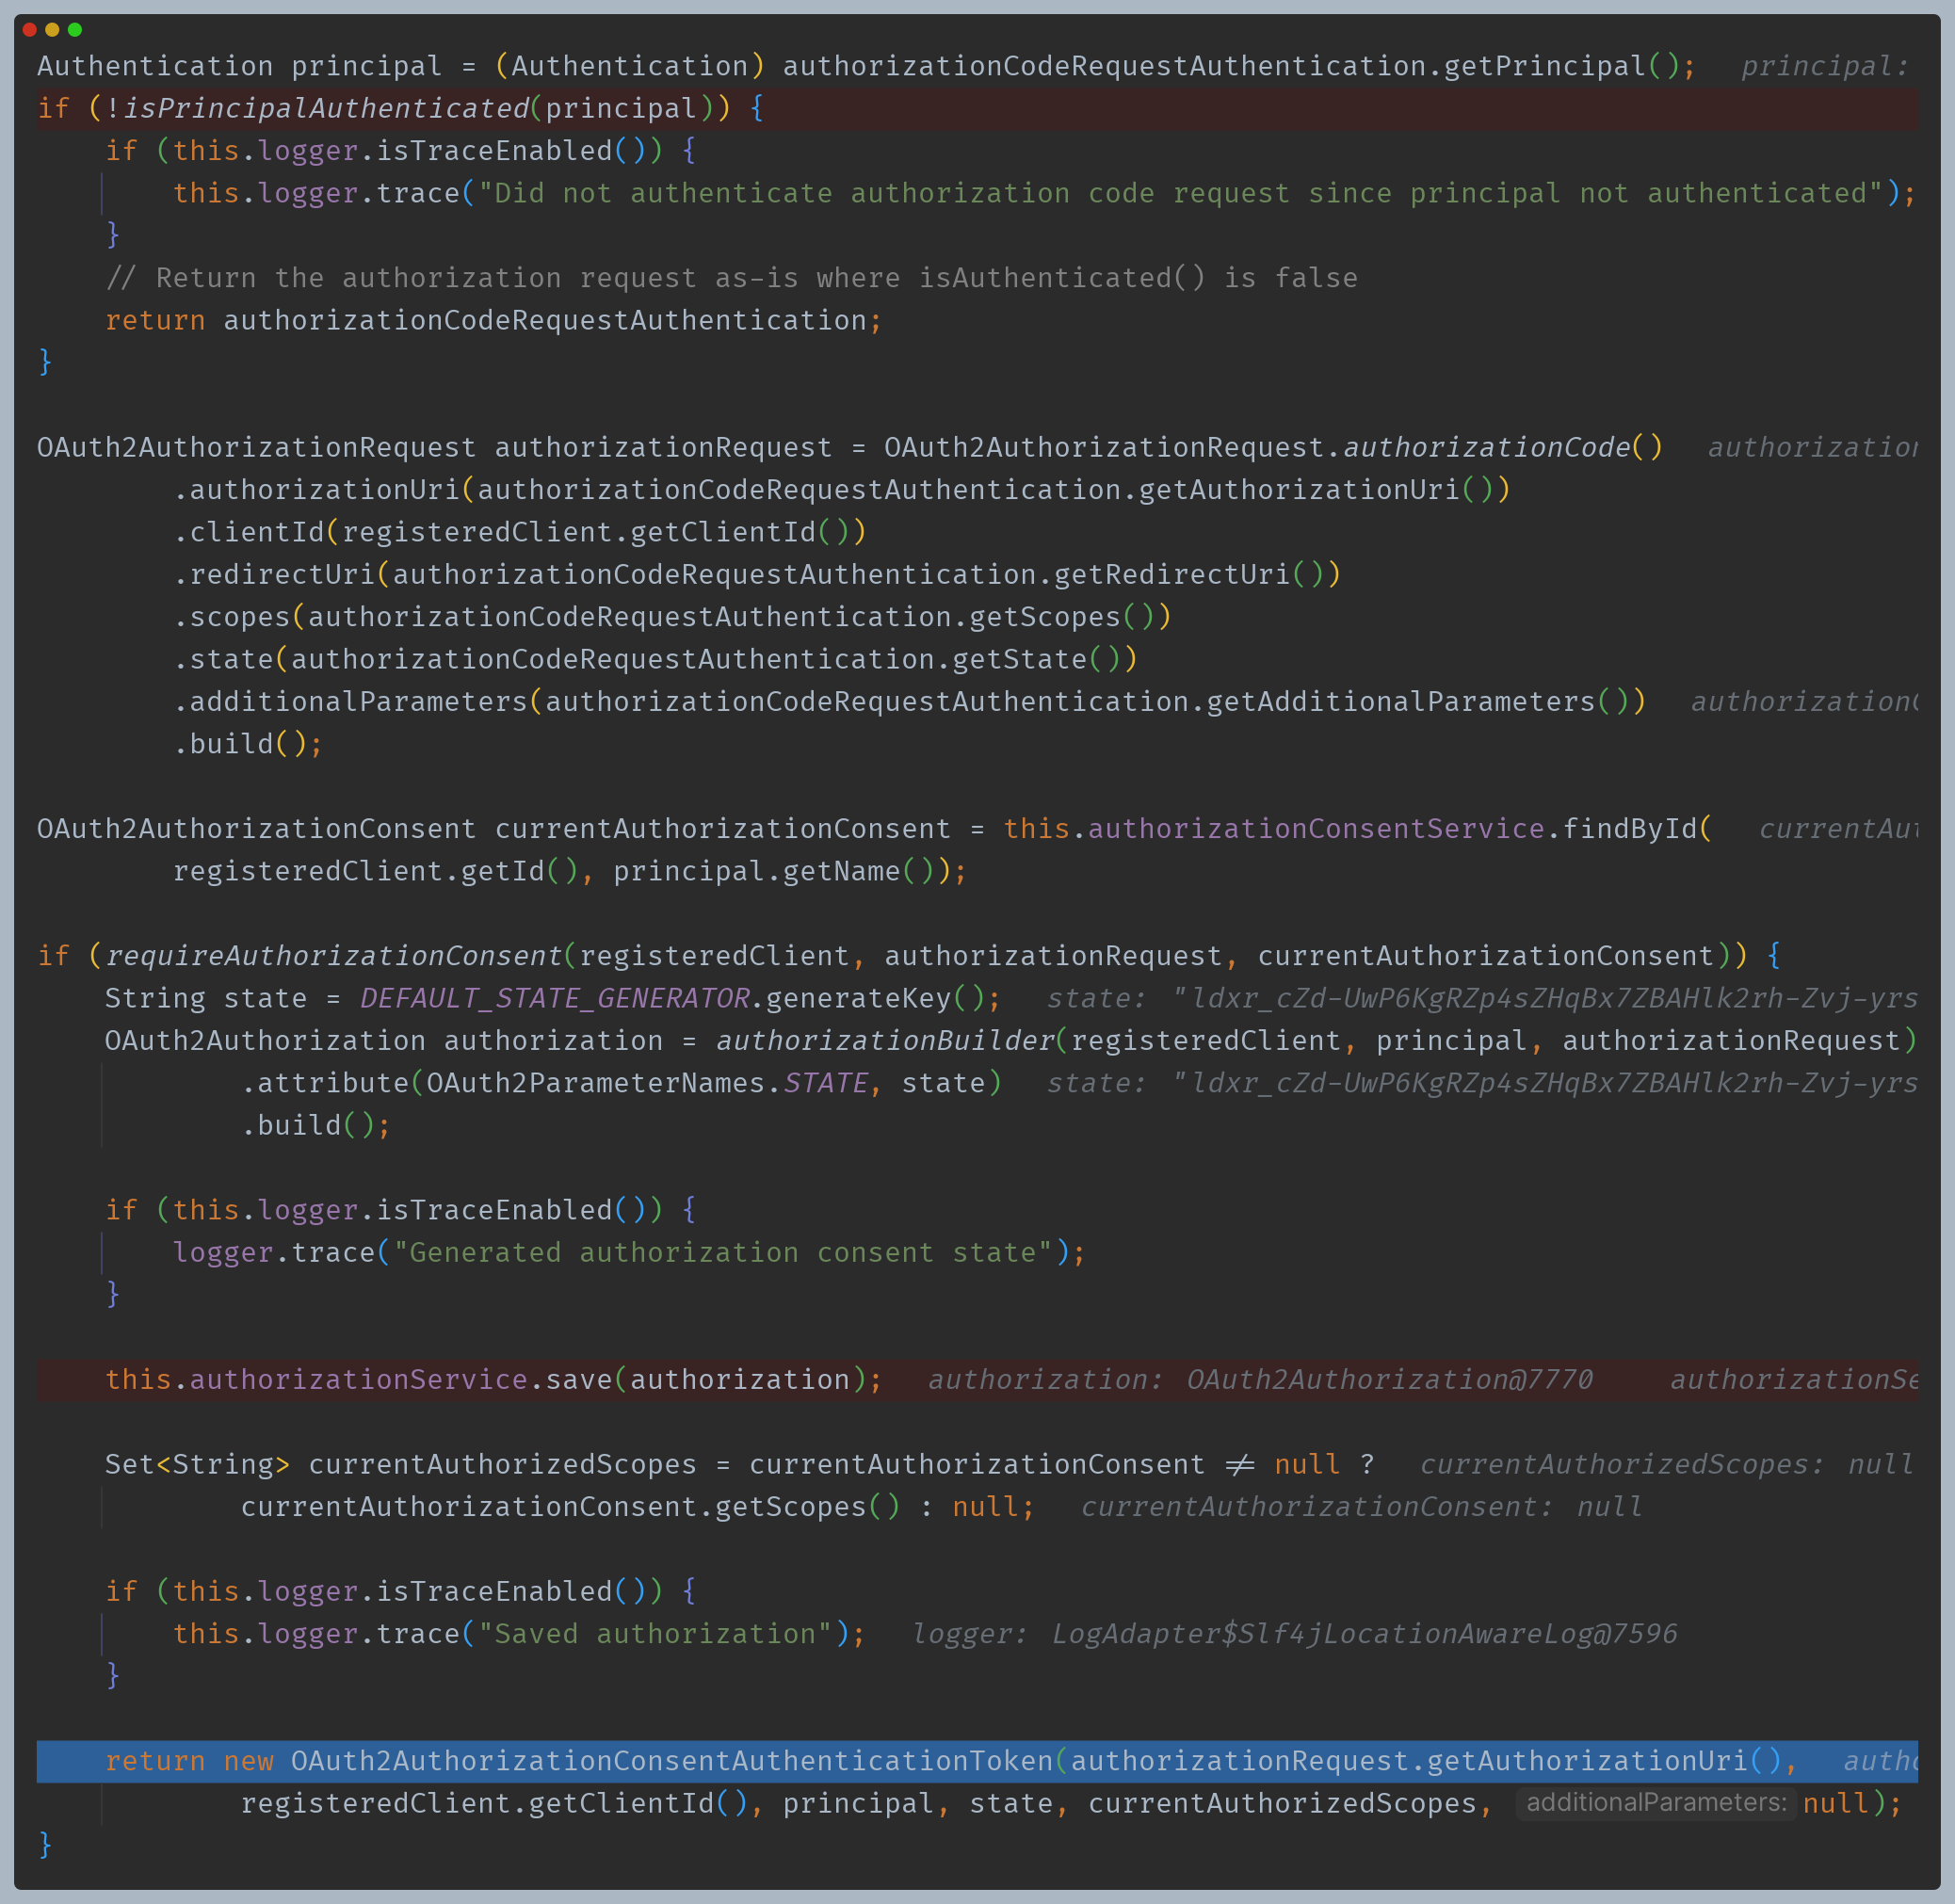 Authentication principal = (Authentication) authorizationCodeRequestAuthentication.getPrincipal(); principal:
if (!isPrincipalAuthenticated(principal)) {
if (this.logger.isTraceEnabled()) {
this.logger.trace("Did not authenticate authorization code request since principal not authenticated");
}
// Return the authorization request as-is where isAuthenticated() is false
return authorizationCodeRequestAuthentication;
}
OAuth2AuthorizationRequest authorizationRequest = OAuth2AuthorizationRequest.authorizationCode() authorization
.authorizationUri(authorizationCodeRequestAuthentication.getAuthorizationUri())
.clientId(registeredClient.getClientId())
.redirectUri(authorizationCodeRequestAuthentication.getRedirectUri())
.scopes(authorizationCodeRequestAuthentication.getScopes())
.state(authorizationCodeRequestAuthentication.getState())
.additionalParameters(authorizationCodeRequestAuthentication.getAdditionalParameters()) authorizationC
.build();
OAuth2AuthorizationConsent currentAuthorizationConsent = this.authorizationConsentService.findById( currentAut
registeredClient.getId(), principal.getName());
if (requireAuthorizationConsent(registeredClient, authorizationRequest, currentAuthorizationConsent)) {
String state = DEFAULT_STATE_GENERATOR.generateKey(); state: "ldxr_cZd-UwP6KgRZp4sZHqBx7ZBAHlk2rh-Zvj-yrs
OAuth2Authorization authorization = authorizationBuilder(registeredClient, principal, authorizationRequest)
.attribute(OAuth2ParameterNames.STATE, state) state: "ldxr_cZd-UwP6KgRZp4sZHqBx7ZBAHlk2rh-Zvj-yrs
.build();
if (this.logger.isTraceEnabled()) {
logger.trace("Generated authorization consent state");
}
this.authorizationService.save(authorization); authorization: OAuth2Authorization@7770 authorizationSe
Set<String> currentAuthorizedScopes = currentAuthorizationConsent != null ? currentAuthorizedScopes: null
currentAuthorizationConsent.getScopes() : null; currentAuthorizationConsent: null
if (this.logger.isTraceEnabled()) {
this.logger.trace("Saved authorization"); logger: LogAdapter$Slf4jLocationAwareLog@7596
}
return new OAuth2AuthorizationConsentAuthenticationToken(authorizationRequest.getAuthorizationUri(), autho
registeredClient.getClientId(), principal, state, currentAuthorizedScopes, additionalParameters: null);
}